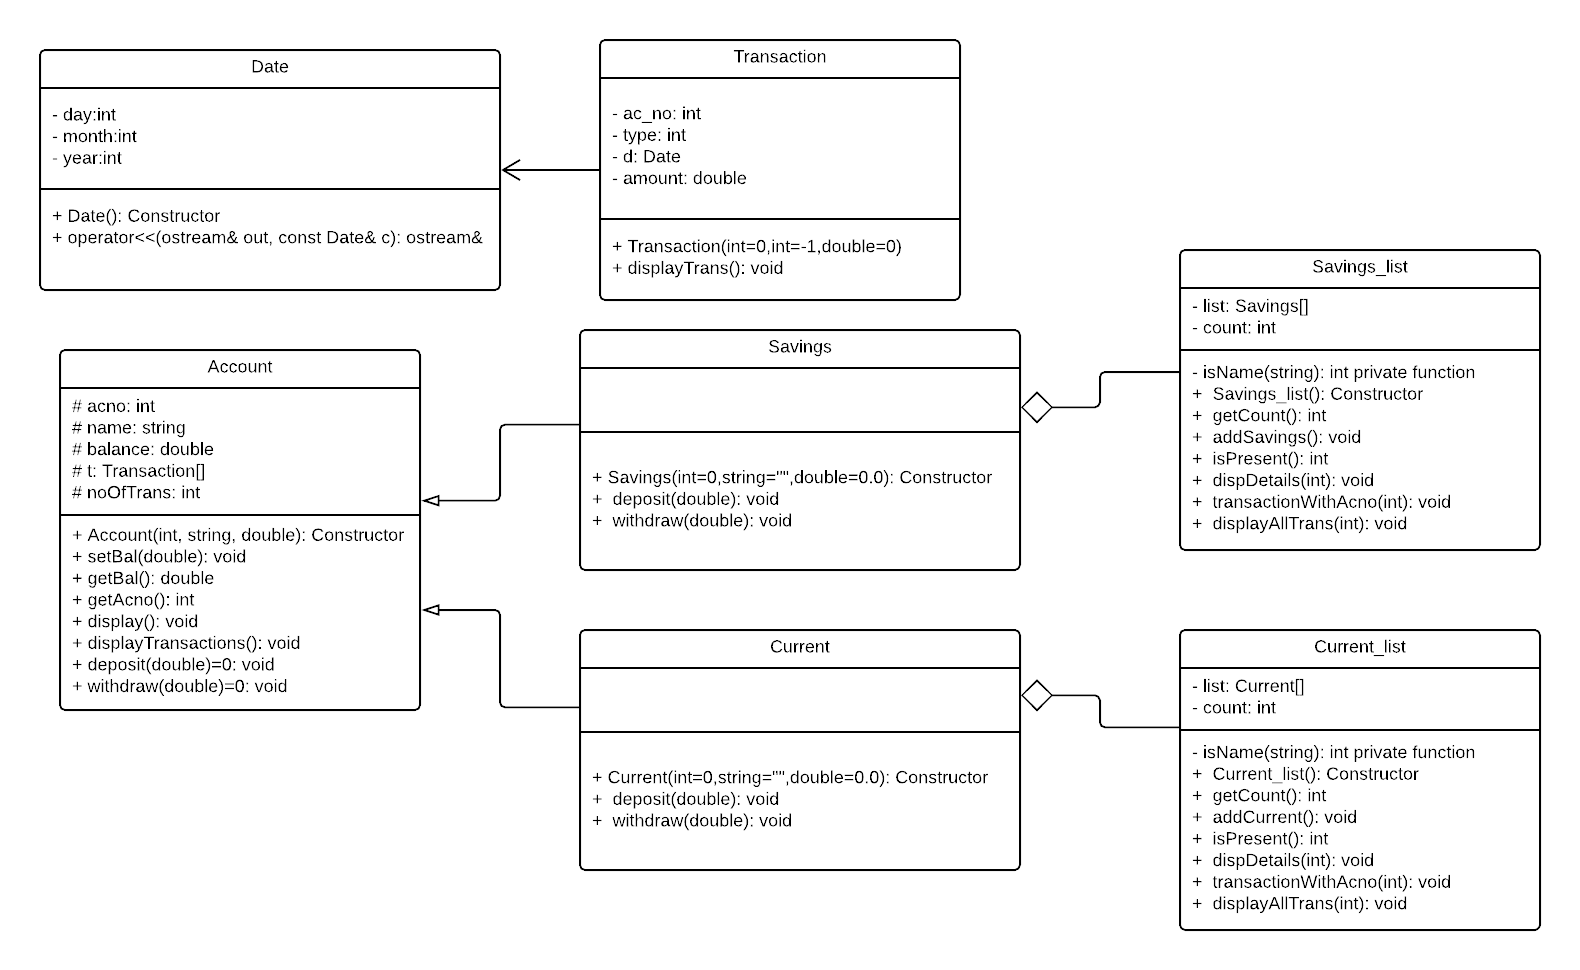 Date
- day:int
- month:int
- year:int
+ Date(): Constructor
+ operator<<(ostream& out, const Date& c): ostream&
Transaction
- ac_no: int
- type: int
- d: Date
- amount: double
+ Transaction(int=0,int=-1,double=0)
+ displayTrans(): void
Account
# acno: int
# name: string
# balance: double
# t: Transaction[]
# noOfTrans: int
+ Account(int, string, double): Constructor
+ setBal(double): void
+ getBal(): double
+ getAcno(): int
+ display(): void
+ displayTransactions(): void
+ deposit(double)=0: void
+ withdraw(double)=0: void
Savings
+ Savings(int=0,string="",double=0.0): Constructor
+ deposit(double): void
+ withdraw(double): void
Savings_list
- list: Savings[]
- count: int
- isName(string): int private function
+ Savings_list(): Constructor
+ getCount(): int
+ addSavings(): void
+ isPresent(): int
+ dispDetails(int): void
+ transactionWithAcno(int): void
+ displayAllTrans(int): void
Current
+ Current(int=0,string="",double=0.0): Constructor
+ deposit(double): void
+ withdraw(double): void
Current_list
- list: Current[]
- count: int
- isName(string): int private function
+ Current_list(): Constructor
+ getCount(): int
+ addCurrent(): void
+ isPresent(): int
+ dispDetails(int): void
+ transactionWithAcno(int): void
+ displayAllTrans(int): void